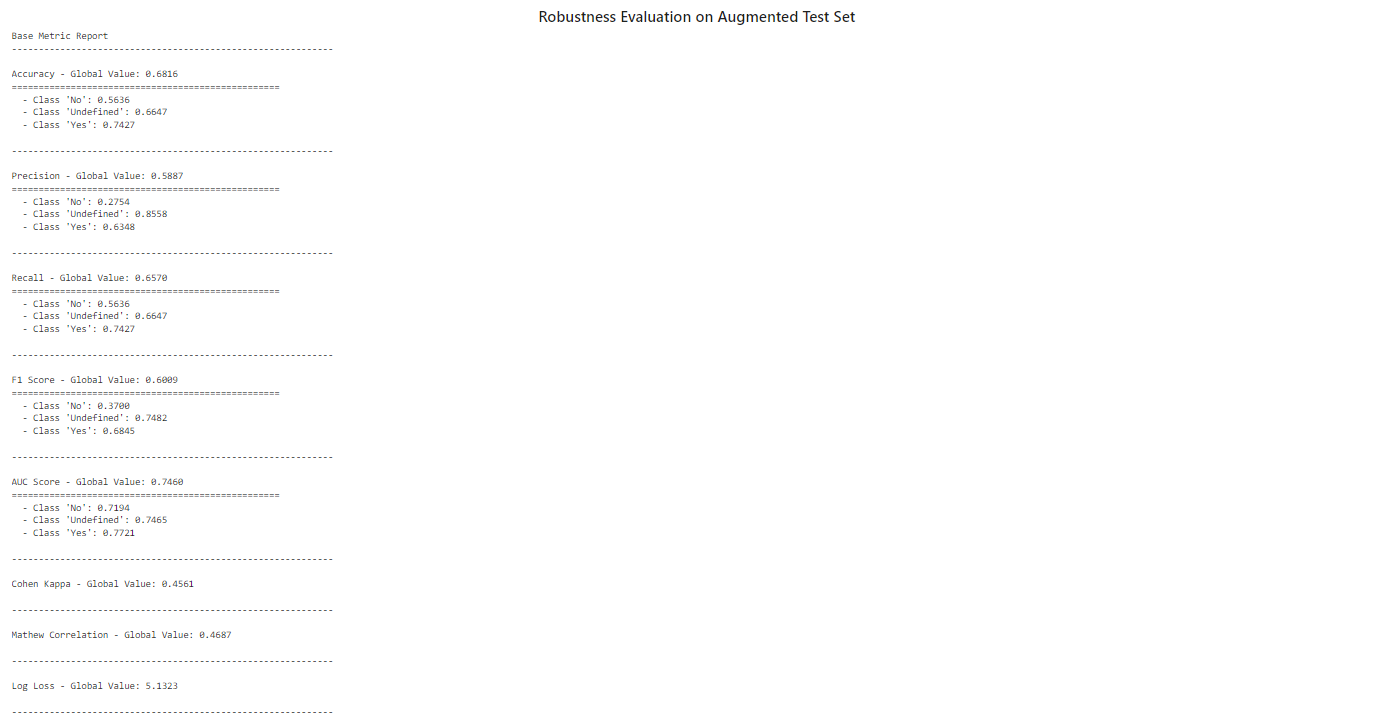 Robustness Evaluation on Augmented Test Set
Base Metric Report
------------------------------------------------------------
Accuracy - Global Value: 0.6816
==================================================
- Class 'No': 0.5636
- Class 'Undefined': 0.6647
- Class 'Yes': 0.7427
------------------------------------------------------------
Precision - Global Value: 0.5887
==================================================
- Class 'No': 0.2754
- Class 'Undefined': 0.8558
- Class 'Yes': 0.6348
------------------------------------------------------------
Recall - Global Value: 0.6570
==================================================
- Class 'No': 0.5636
- Class 'Undefined': 0.6647
- Class 'Yes': 0.7427
------------------------------------------------------------
F1 Score - Global Value: 0.6009
==================================================
- Class 'No': 0.3700
- Class 'Undefined': 0.7482
- Class 'Yes': 0.6845
------------------------------------------------------------
AUC Score - Global Value: 0.7460
==================================================
- Class 'No': 0.7194
- Class 'Undefined': 0.7465
- Class 'Yes': 0.7721
------------------------------------------------------------
Cohen Kappa - Global Value: 0.4561
------------------------------------------------------------
Mathew Correlation - Global Value: 0.4687
------------------------------------------------------------
Log Loss - Global Value: 5.1323
------------------------------------------------------------